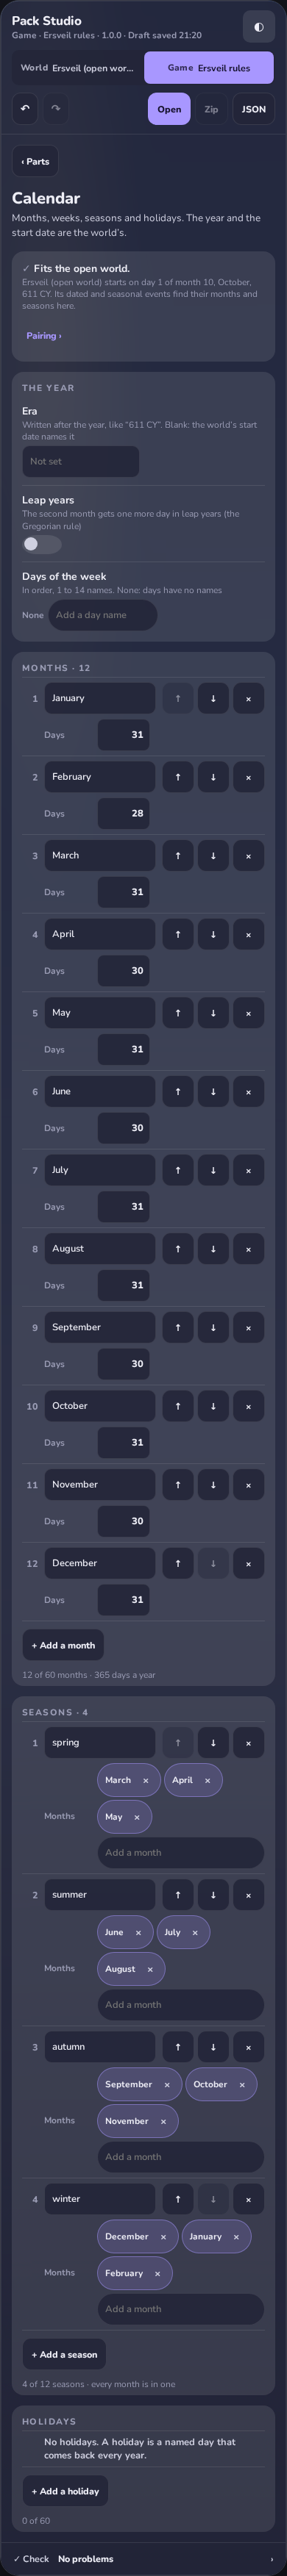 Pack Studio
Game · Ersveil rules · 1.0.0 · Draft saved 21:20
World Ersveil (open wor... Game Ersveil rules
Open Zip JSON
‹ Parts
Calendar
Months, weeks, seasons and holidays. The year and the
start date are the world's.
✓ Fits the open world.
Ersveil (open world) starts on day 1 of month 10, October,
611 CY. Its dated and seasonal events find their months and
seasons here.
Pairing ›
THE YEAR
Era
Written after the year, like “611 CY”. Blank: the world's start
date names it
Not set
Leap years
The second month gets one more day in leap years (the
Gregorian rule)
Days of the week
In order, 1 to 14 names. None: days have no names
None Add a day name
MONTHS · 12
1 January ↑ ↓ ×
Days 31
2 February ↑ ↓ ×
Days 28
3 March ↑ ↓ ×
Days 31
4 April ↑ ↓ ×
Days 30
5 May ↑ ↓ ×
Days 31
6 June ↑ ↓ ×
Days 30
7 July ↑ ↓ ×
Days 31
8 August ↑ ↓ ×
Days 31
9 September ↑ ↓ ×
Days 30
10 October ↑ ↓ ×
Days 31
11 November ↑ ↓ ×
Days 30
12 December ↑ ↓ ×
Days 31
+ Add a month
12 of 60 months · 365 days a year
SEASONS · 4
1 spring ↑ ↓ ×
March × April ×
Months May ×
Add a month
2 summer ↑ ↓ ×
June × July ×
Months August ×
Add a month
3 autumn ↑ ↓ ×
September × October ×
Months November ×
Add a month
4 winter ↑ ↓ ×
December × January ×
Months February ×
Add a month
+ Add a season
4 of 12 seasons · every month is in one
HOLIDAYS
No holidays. A holiday is a named day that
comes back every year.
+ Add a holiday
0 of 60
✓ Check No problems ›